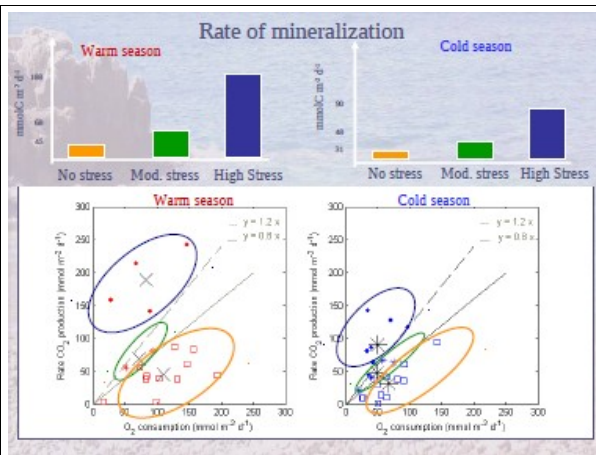 Rate of mineralization
Warm season
Cold season
mmolC m⁻² d⁻¹
60
45
No stress
Mod. stress
High Stress
mmolC m⁻² d⁻¹
90
31
No stress
Mod. stress
High Stress
Warm season
Cold season
y = 1.2 x
y = 0.8 x
Rate CO₂ production (mmol m⁻² d⁻¹)
300
250
200
150
100
50
0
0 50 100 150 200 250 300
O₂ consumption (mmol m⁻² d⁻¹)
y = 1.2 x
y = 0.8 x
Rate CO₂ production (mmol m⁻² d⁻¹)
300
250
200
150
100
50
0
0 50 100 150 200 250 300
O₂ consumption (mmol m⁻² d⁻¹)